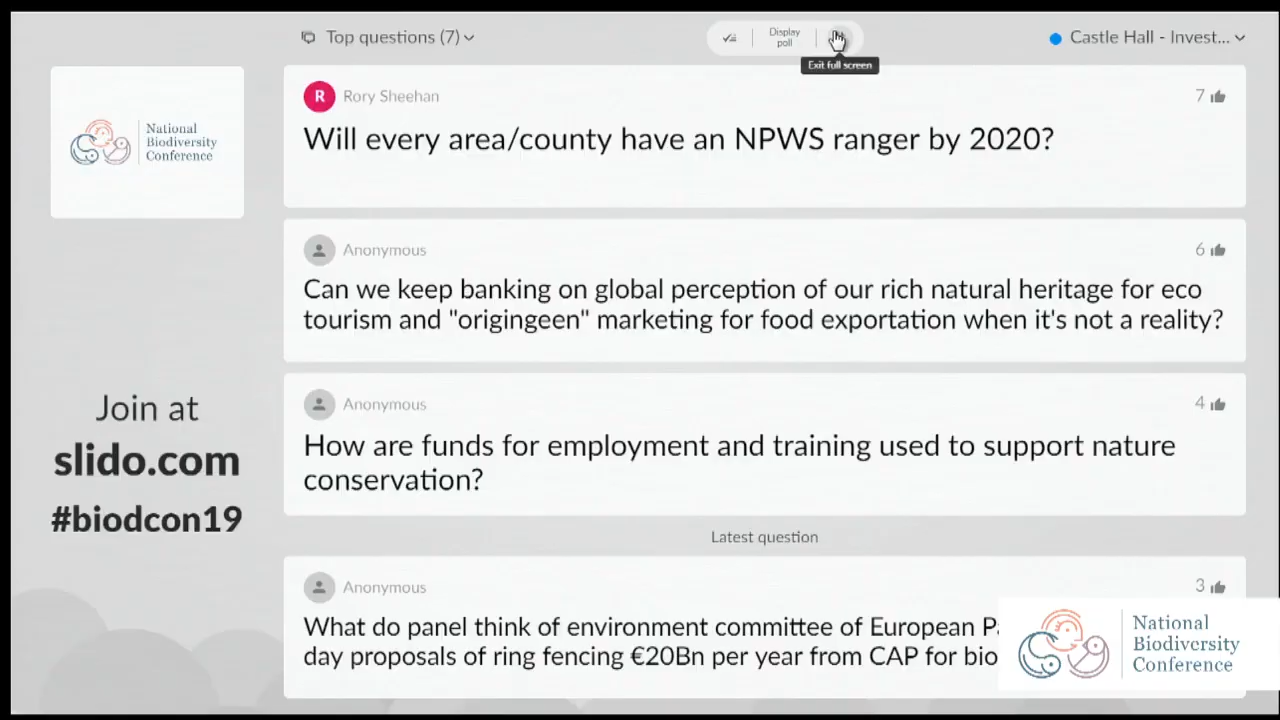 Top questions (7)
Display
poll
Exit full screen
Castle Hall - Invest...
National
Biodiversity
Conference
R
Rory Sheehan
7
Will every area/county have an NPWS ranger by 2020?
Anonymous
6
Can we keep banking on global perception of our rich natural heritage for eco
tourism and "origingeen" marketing for food exportation when it's not a reality?
Anonymous
4
How are funds for employment and training used to support nature
conservation?
Join at
slido.com
#biodcon19
Latest question
Anonymous
3
What do panel think of environment committee of European
day proposals of ring fencing €20Bn per year from CAP for
National
Biodiversity
Conference